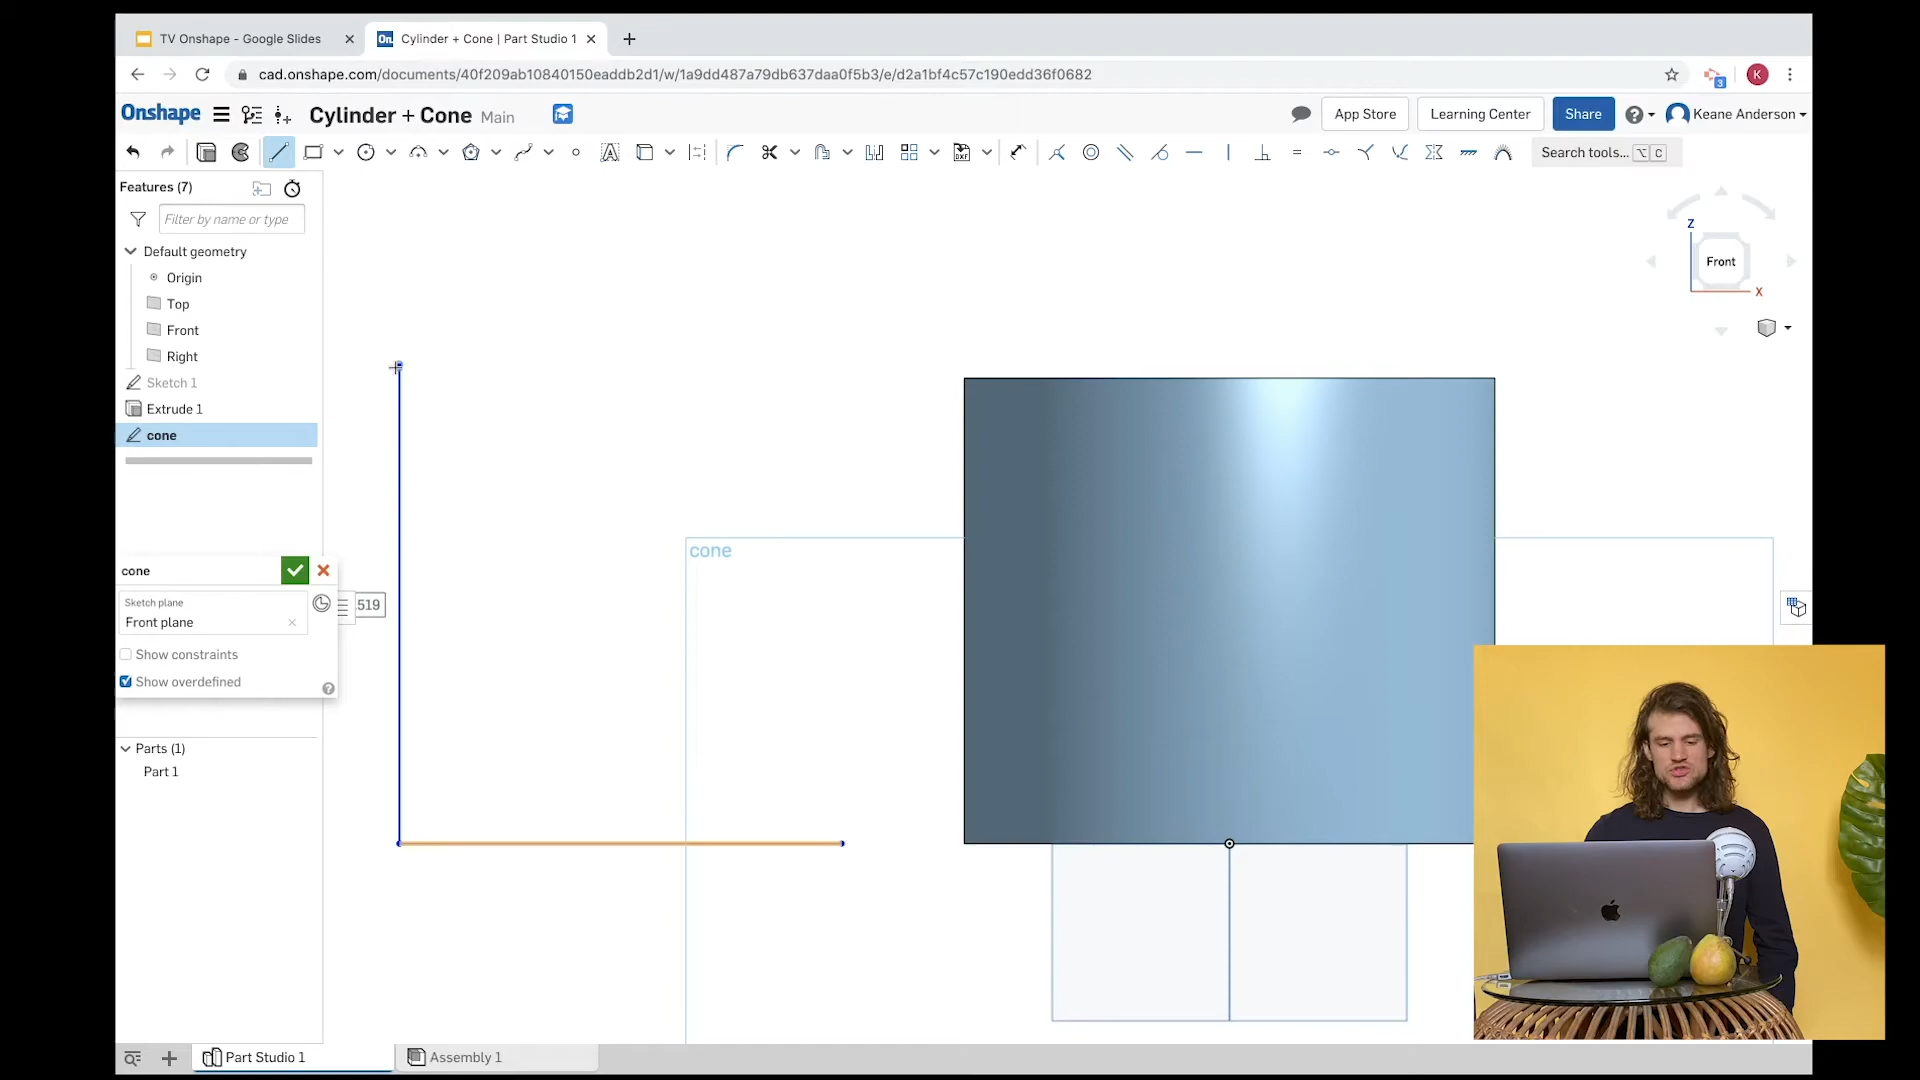 TV Onshape - Google Slides
On Cylinder + Cone | Part Studio 1
cad.onshape.com/documents/40f209ab10840150eaddb2d1/w/1a9dd487a79db637daa0f5b3/e/d2a1bf4c57c190edd36f0682
3
K
Onshape
Cylinder + Cone Main
App Store
Learning Center
Share
Keane Anderson
Search tools... ⌥ C
Features (7)
Filter by name or type
Default geometry
Origin
Top
Front
Right
Sketch 1
Extrude 1
cone
cone
Sketch plane
Front plane
Show constraints
Show overdefined
519
Parts (1)
Part 1
cone
Z
Front
X
Part Studio 1
Assembly 1